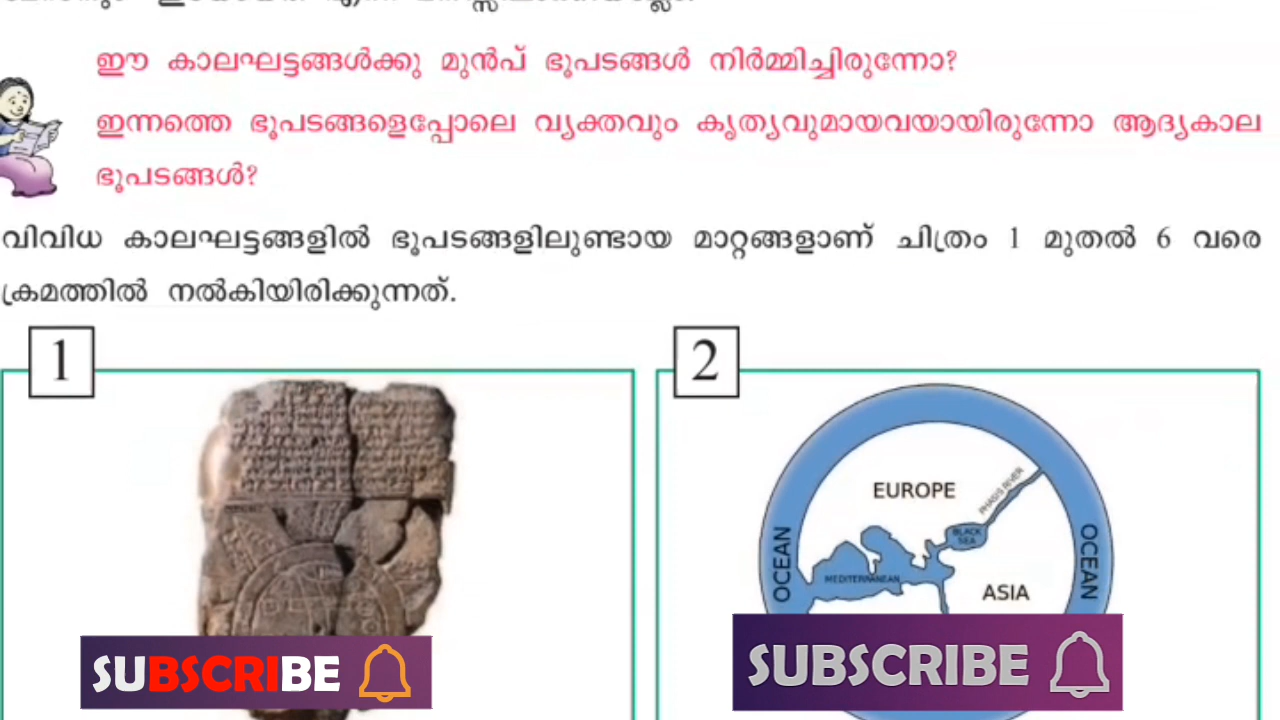 ഈ കാലഘട്ടങ്ങൾക്കു മുൻപ് ഭൂപടങ്ങൾ നിർമ്മിച്ചിരുന്നോ?
ഇന്നത്തെ ഭൂപടങ്ങളെപ്പോലെ വ്യക്തവും കൃത്യവുമായവയായിരുന്നോ ആദ്യകാല
ഭൂപടങ്ങൾ?
വിവിധ കാലഘട്ടങ്ങളിൽ ഭൂപടങ്ങളിലുണ്ടായ മാറ്റങ്ങളാണ് ചിത്രം 1 മുതൽ 6 വരെ
ക്രമത്തിൽ നൽകിയിരിക്കുന്നത്.
1
2
EUROPE
PHASIS RIVER
BLACK
SEA
OCEAN
OCEAN
MEDITERRANEAN
ASIA
SUBSCRIBE
SUBSCRIBE